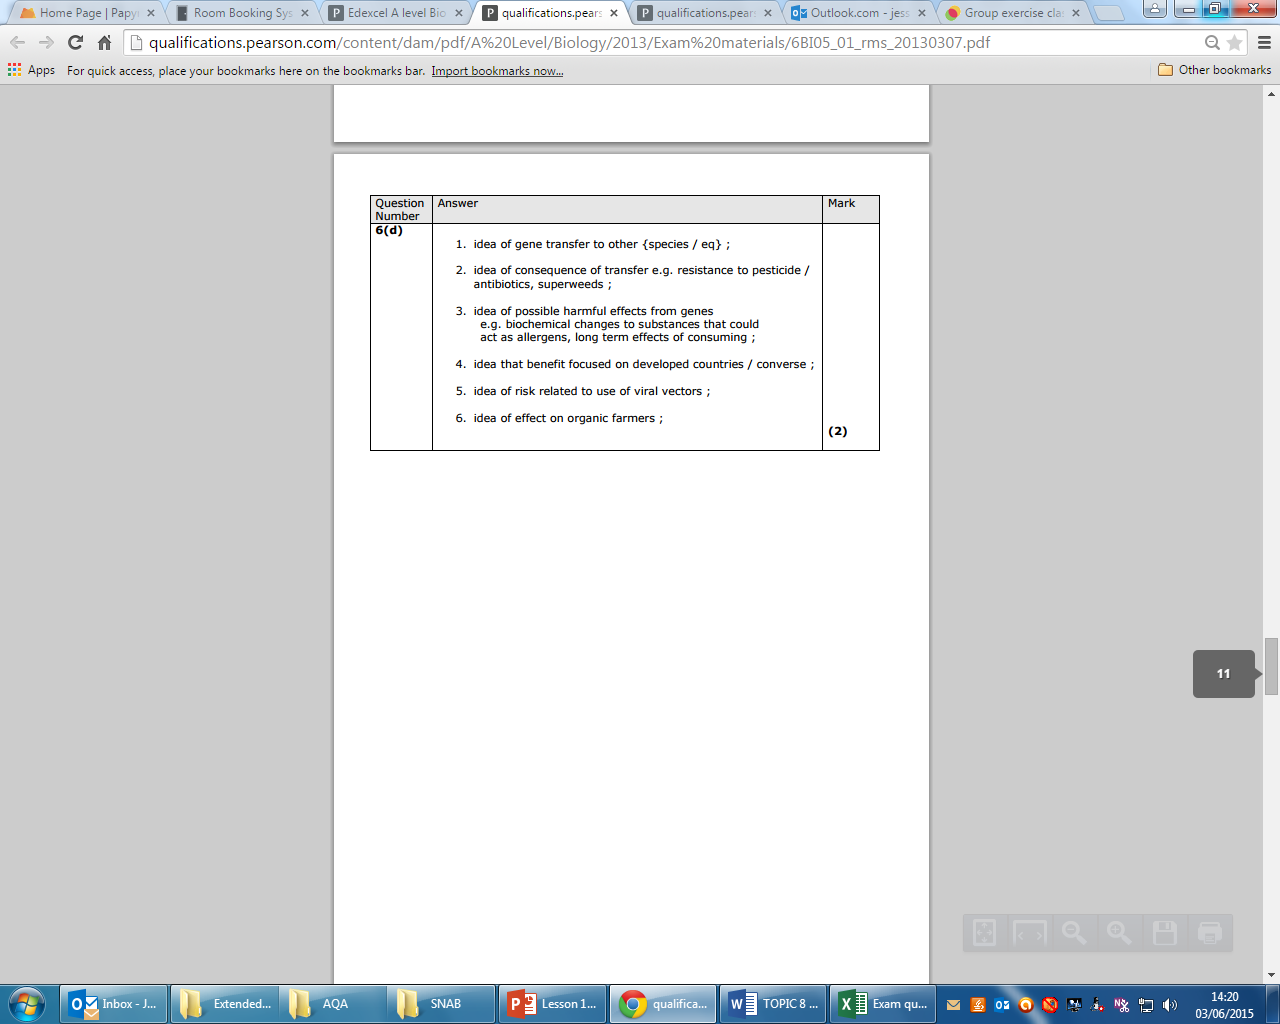 Home Page | Papy
Room Booking Sys
Edexcel A level Bio
qualifications.pears
qualifications.pears
Outlook.com - jess
Group exercise clas
qualifications.pearson.com/content/dam/pdf/A%20Level/Biology/2013/Exam%20materials/6BI05_01_rms_20130307.pdf
Apps
For quick access, place your bookmarks here on the bookmarks bar. Import bookmarks now...
Other bookmarks
Question Number
Answer
Mark
6(d)
1. idea of gene transfer to other {species / eq} ;
2. idea of consequence of transfer e.g. resistance to pesticide /
antibiotics, superweeds ;
3. idea of possible harmful effects from genes
e.g. biochemical changes to substances that could
act as allergens, long term effects of consuming ;
4. idea that benefit focused on developed countries / converse ;
5. idea of risk related to use of viral vectors ;
6. idea of effect on organic farmers ;
(2)
11
Inbox - J...
Extended...
AQA
SNAB
Lesson 1...
qualifica...
TOPIC 8 ...
Exam qu...
14:20
03/06/2015